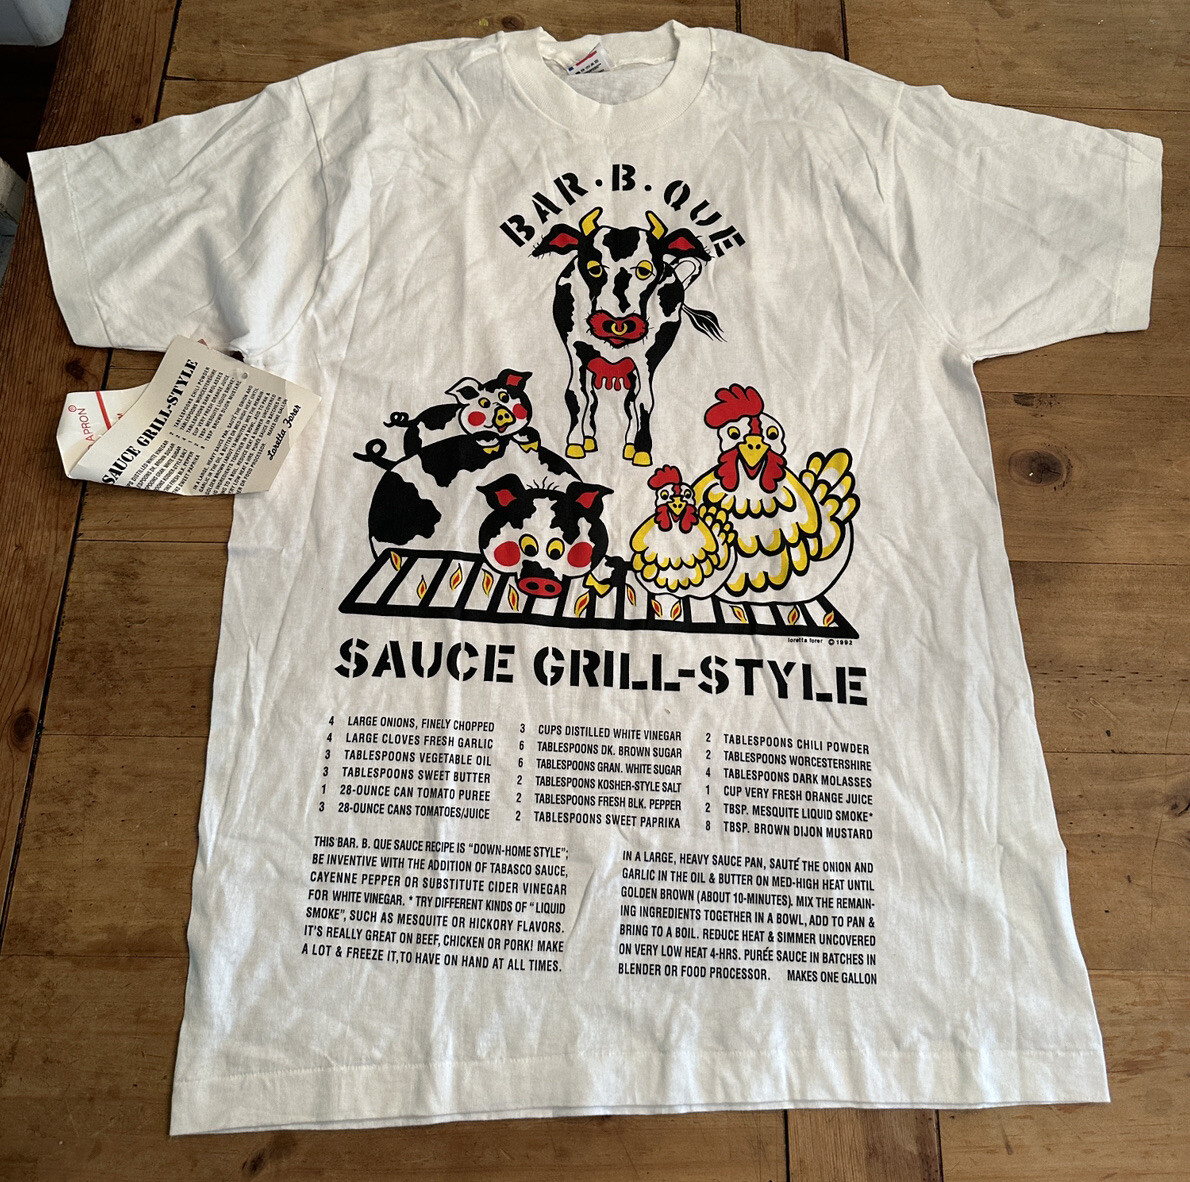 BAR.B.QUE
loretta forer © 1992
SAUCE GRILL-STYLE
4 LARGE ONIONS, FINELY CHOPPED
4 LARGE CLOVES FRESH GARLIC
3 TABLESPOONS VEGETABLE OIL
3 TABLESPOONS SWEET BUTTER
1 28-OUNCE CAN TOMATO PUREE
3 28-OUNCE CANS TOMATOES/JUICE
3 CUPS DISTILLED WHITE VINEGAR
6 TABLESPOONS DK. BROWN SUGAR
6 TABLESPOONS GRAN. WHITE SUGAR
2 TABLESPOONS KOSHER-STYLE SALT
2 TABLESPOONS FRESH BLK. PEPPER
2 TABLESPOONS SWEET PAPRIKA
2 TABLESPOONS CHILI POWDER
2 TABLESPOONS WORCESTERSHIRE
4 TABLESPOONS DARK MOLASSES
1 CUP VERY FRESH ORANGE JUICE
2 TBSP. MESQUITE LIQUID SMOKE*
8 TBSP. BROWN DIJON MUSTARD
THIS BAR. B. QUE SAUCE RECIPE IS "DOWN-HOME STYLE";
BE INVENTIVE WITH THE ADDITION OF TABASCO SAUCE,
CAYENNE PEPPER OR SUBSTITUTE CIDER VINEGAR
FOR WHITE VINEGAR. * TRY DIFFERENT KINDS OF "LIQUID
SMOKE", SUCH AS MESQUITE OR HICKORY FLAVORS.
IT'S REALLY GREAT ON BEEF, CHICKEN OR PORK! MAKE
A LOT & FREEZE IT, TO HAVE ON HAND AT ALL TIMES.
IN A LARGE, HEAVY SAUCE PAN, SAUTÉ THE ONION AND
GARLIC IN THE OIL & BUTTER ON MED-HIGH HEAT UNTIL
GOLDEN BROWN (ABOUT 10-MINUTES). MIX THE REMAIN-
ING INGREDIENTS TOGETHER IN A BOWL, ADD TO PAN &
BRING TO A BOIL. REDUCE HEAT & SIMMER UNCOVERED
ON VERY LOW HEAT 4-HRS. PURÉE SAUCE IN BATCHES IN
BLENDER OR FOOD PROCESSOR. MAKES ONE GALLON
APRON©
SAUCE GRILL-STYLE
Loretta Forer